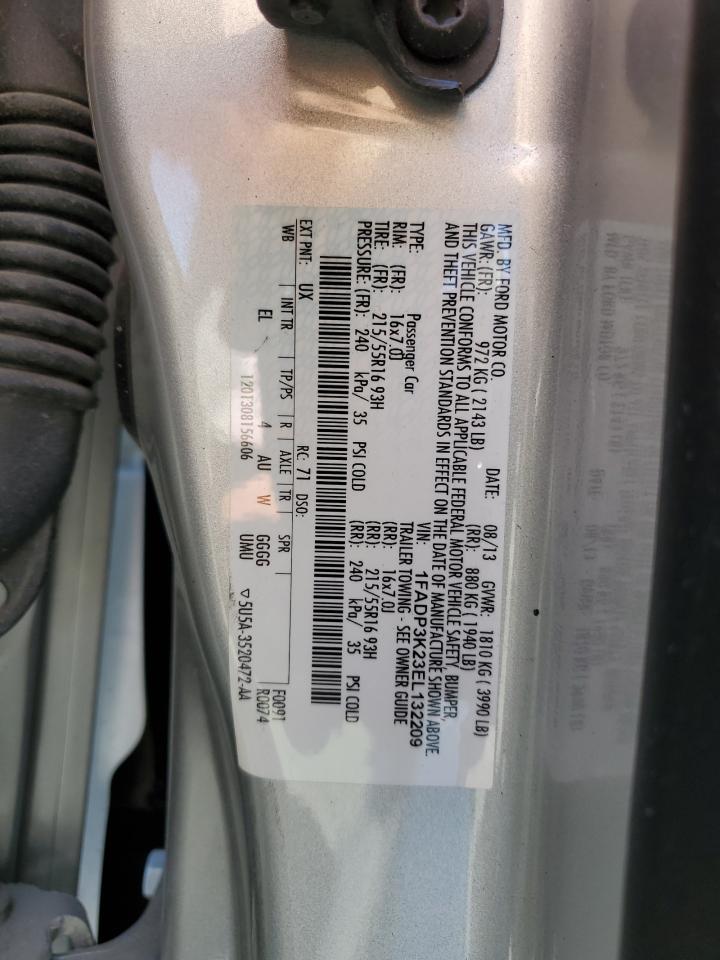 MFD. BY FORD MOTOR CO.
DATE: 08/13 GVWR: 1810 KG ( 3990 LB)
GAWR: (FR): 972 KG ( 2143 LB) (RR): 880 KG ( 1940 LB)
THIS VEHICLE CONFORMS TO ALL APPLICABLE FEDERAL MOTOR VEHICLE SAFETY, BUMPER,
AND THEFT PREVENTION STANDARDS IN EFFECT ON THE DATE OF MANUFACTURE SHOWN ABOVE.
VIN: 1FADP3K23EL132209
TYPE: Passenger Car TRAILER TOWING - SEE OWNER GUIDE
RIM: (FR): 16x7.0J (RR): 16x7.0J
TIRE: (FR): 215/55R16 93H (RR): 215/55R16 93H
PRESSURE: (FR): 240 kPa/ 35 PSI COLD (RR): 240 kPa/ 35 PSI COLD
EXT PNT: UX RC: 71 DSO: F0091
WB INT TR TP/PS R AXLE TR SPR R0074
EL 4 AU W GGGG
120T308156606 UMU ▽ 5U5A-3520472-AA